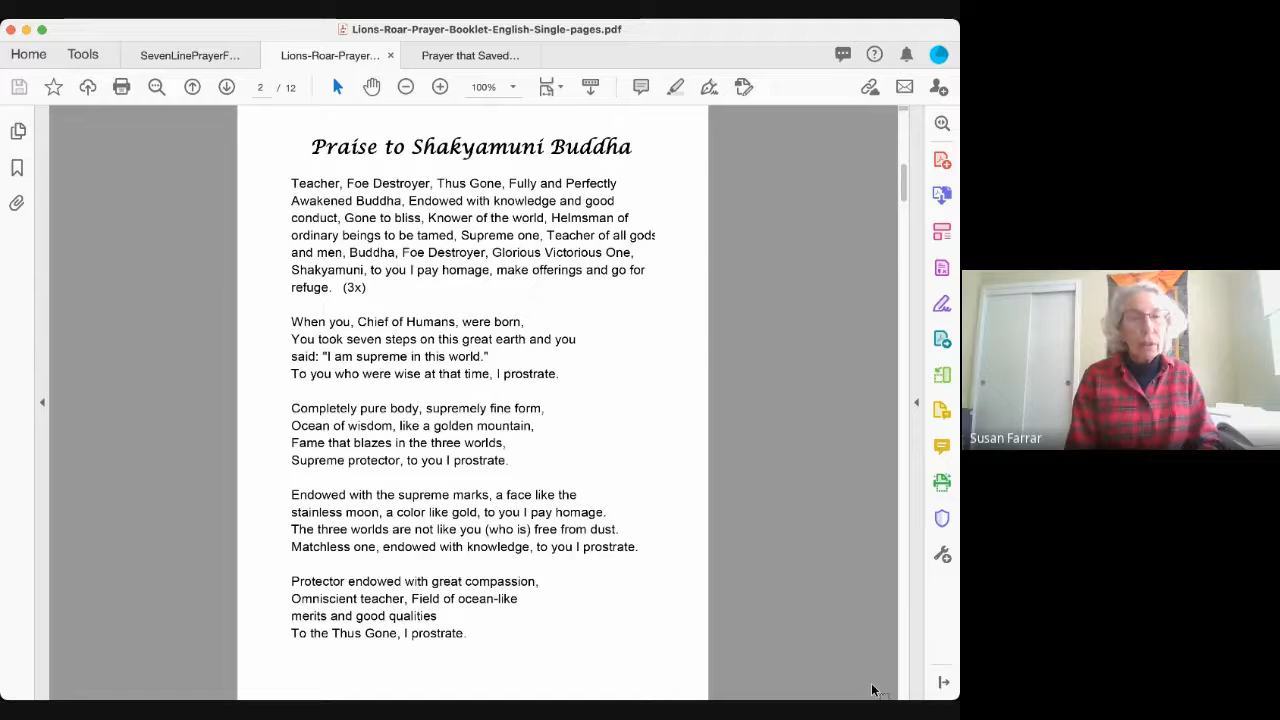 Lions-Roar-Prayer-Booklet-English-Single-pages.pdf
Home Tools SevenLinePrayerF... Lions-Roar-Prayer... × Prayer that Saved...
2 / 12 100%
Praise to Shakyamuni Buddha
Teacher, Foe Destroyer, Thus Gone, Fully and Perfectly
Awakened Buddha, Endowed with knowledge and good
conduct, Gone to bliss, Knower of the world, Helmsman of
ordinary beings to be tamed, Supreme one, Teacher of all gods
and men, Buddha, Foe Destroyer, Glorious Victorious One,
Shakyamuni, to you I pay homage, make offerings and go for
refuge. (3x)
When you, Chief of Humans, were born,
You took seven steps on this great earth and you
said: "I am supreme in this world."
To you who were wise at that time, I prostrate.
Completely pure body, supremely fine form,
Ocean of wisdom, like a golden mountain,
Fame that blazes in the three worlds,
Supreme protector, to you I prostrate.
Endowed with the supreme marks, a face like the
stainless moon, a color like gold, to you I pay homage.
The three worlds are not like you (who is) free from dust.
Matchless one, endowed with knowledge, to you I prostrate.
Protector endowed with great compassion,
Omniscient teacher, Field of ocean-like
merits and good qualities
To the Thus Gone, I prostrate.
Susan Farrar